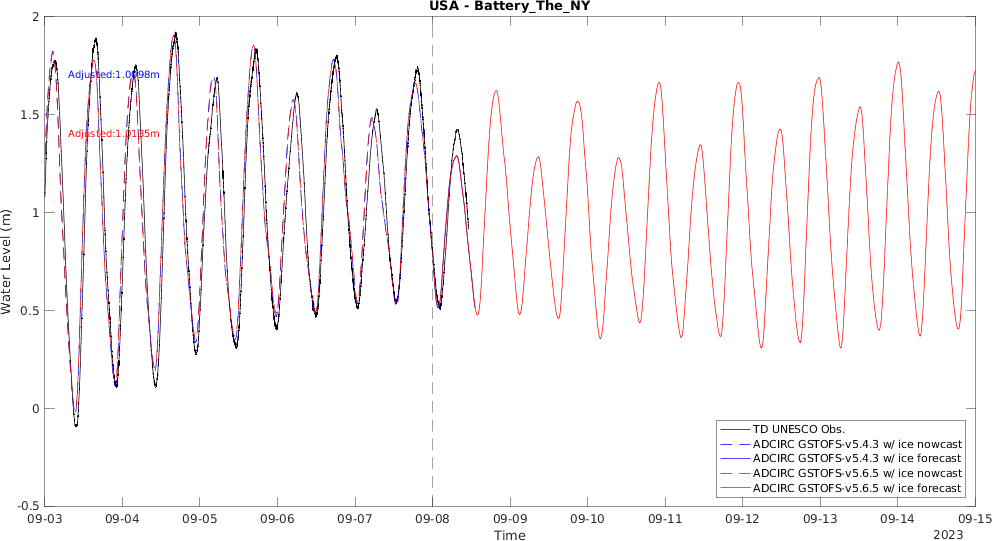 USA - Battery_The_NY
2
1.5
1
0.5
0
-0.5
Water Level (m)
Adjusted:1.0098m
Adjusted:1.0135m
TD UNESCO Obs.
ADCIRC GSTOFS-v5.4.3 w/ ice nowcast
ADCIRC GSTOFS-v5.4.3 w/ ice forecast
ADCIRC GSTOFS-v5.6.5 w/ ice nowcast
ADCIRC GSTOFS-v5.6.5 w/ ice forecast
09-03 09-04 09-05 09-06 09-07 09-08 09-09 09-10 09-11 09-12 09-13 09-14 09-15
Time
2023